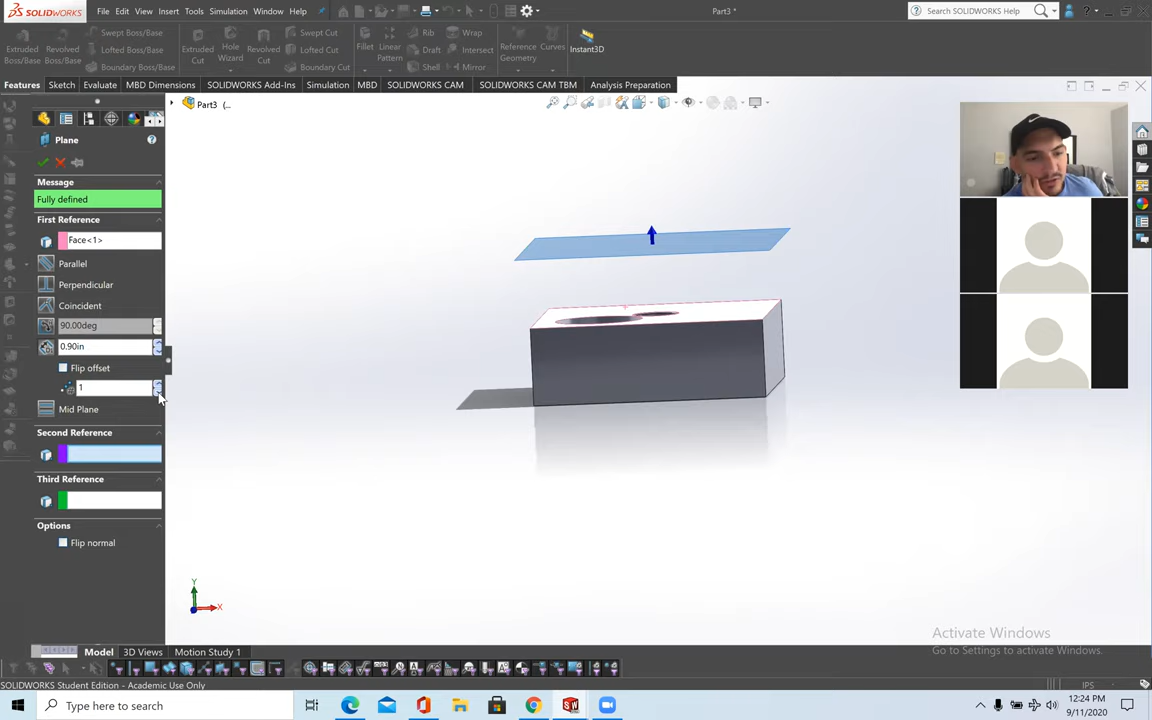 SOLIDWORKS File Edit View Insert Tools Simulation Window Help Part3 * Search SOLIDWORKS Help
Extruded Boss/Base
Revolved Boss/Base
Swept Boss/Base
Lofted Boss/Base
Boundary Boss/Base
Extruded Cut
Hole Wizard
Revolved Cut
Swept Cut
Lofted Cut
Boundary Cut
Fillet
Linear Pattern
Rib
Draft
Shell
Wrap
Intersect
Mirror
Reference Geometry
Curves
Instant3D
Features Sketch Evaluate MBD Dimensions SOLIDWORKS Add-Ins Simulation MBD SOLIDWORKS CAM SOLIDWORKS CAM TBM Analysis Preparation
Part3 (...
Plane
Message
Fully defined
First Reference
Face<1>
Parallel
Perpendicular
Coincident
90.00deg
0.90in
Flip offset
1
Mid Plane
Second Reference
Third Reference
Options
Flip normal
Y
X
Activate Windows
Go to Settings to activate Windows.
Model 3D Views Motion Study 1
SOLIDWORKS Student Edition - Academic Use Only
IPS
Type here to search
12:24 PM
9/11/2020